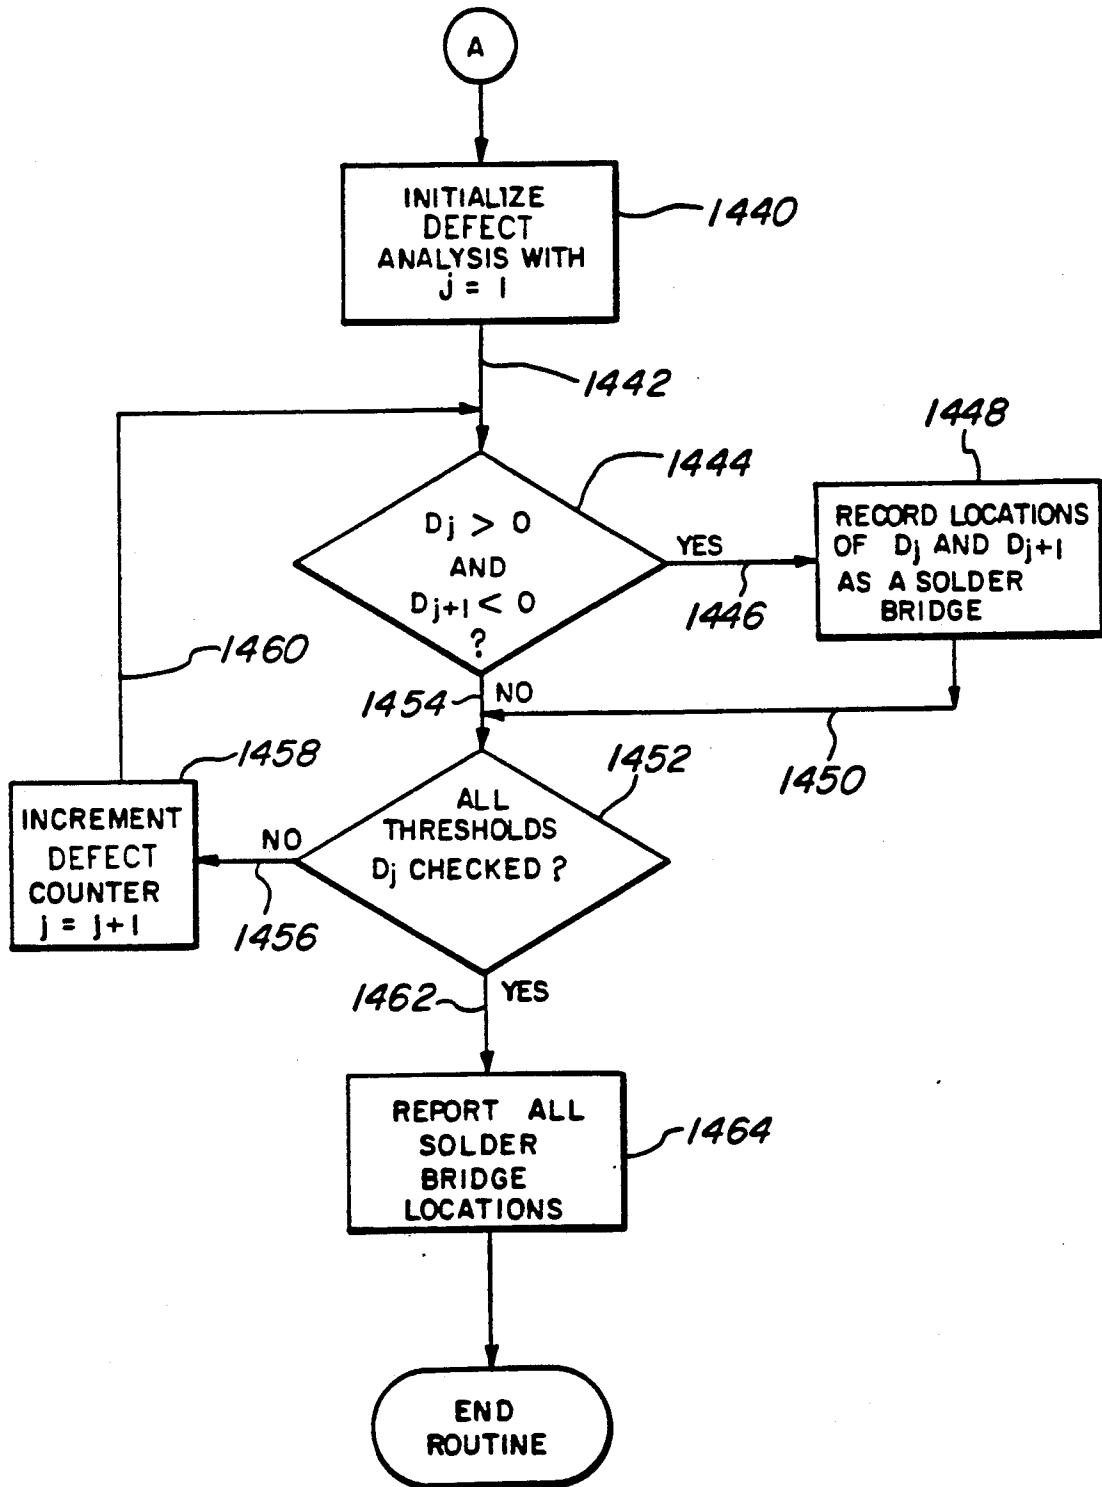 A
INITIALIZE
DEFECT
ANALYSIS WITH
j = 1
1440
1442
1444
1448
Dj > 0
AND
Dj+1 < 0
?
YES
1446
RECORD LOCATIONS
OF Dj AND Dj+1
AS A SOLDER
BRIDGE
1460
1454
NO
1450
1458
1452
INCREMENT
DEFECT
COUNTER
j = j+1
NO
1456
ALL
THRESHOLDS
Dj CHECKED ?
1462
YES
REPORT ALL
SOLDER
BRIDGE
LOCATIONS
1464
END
ROUTINE